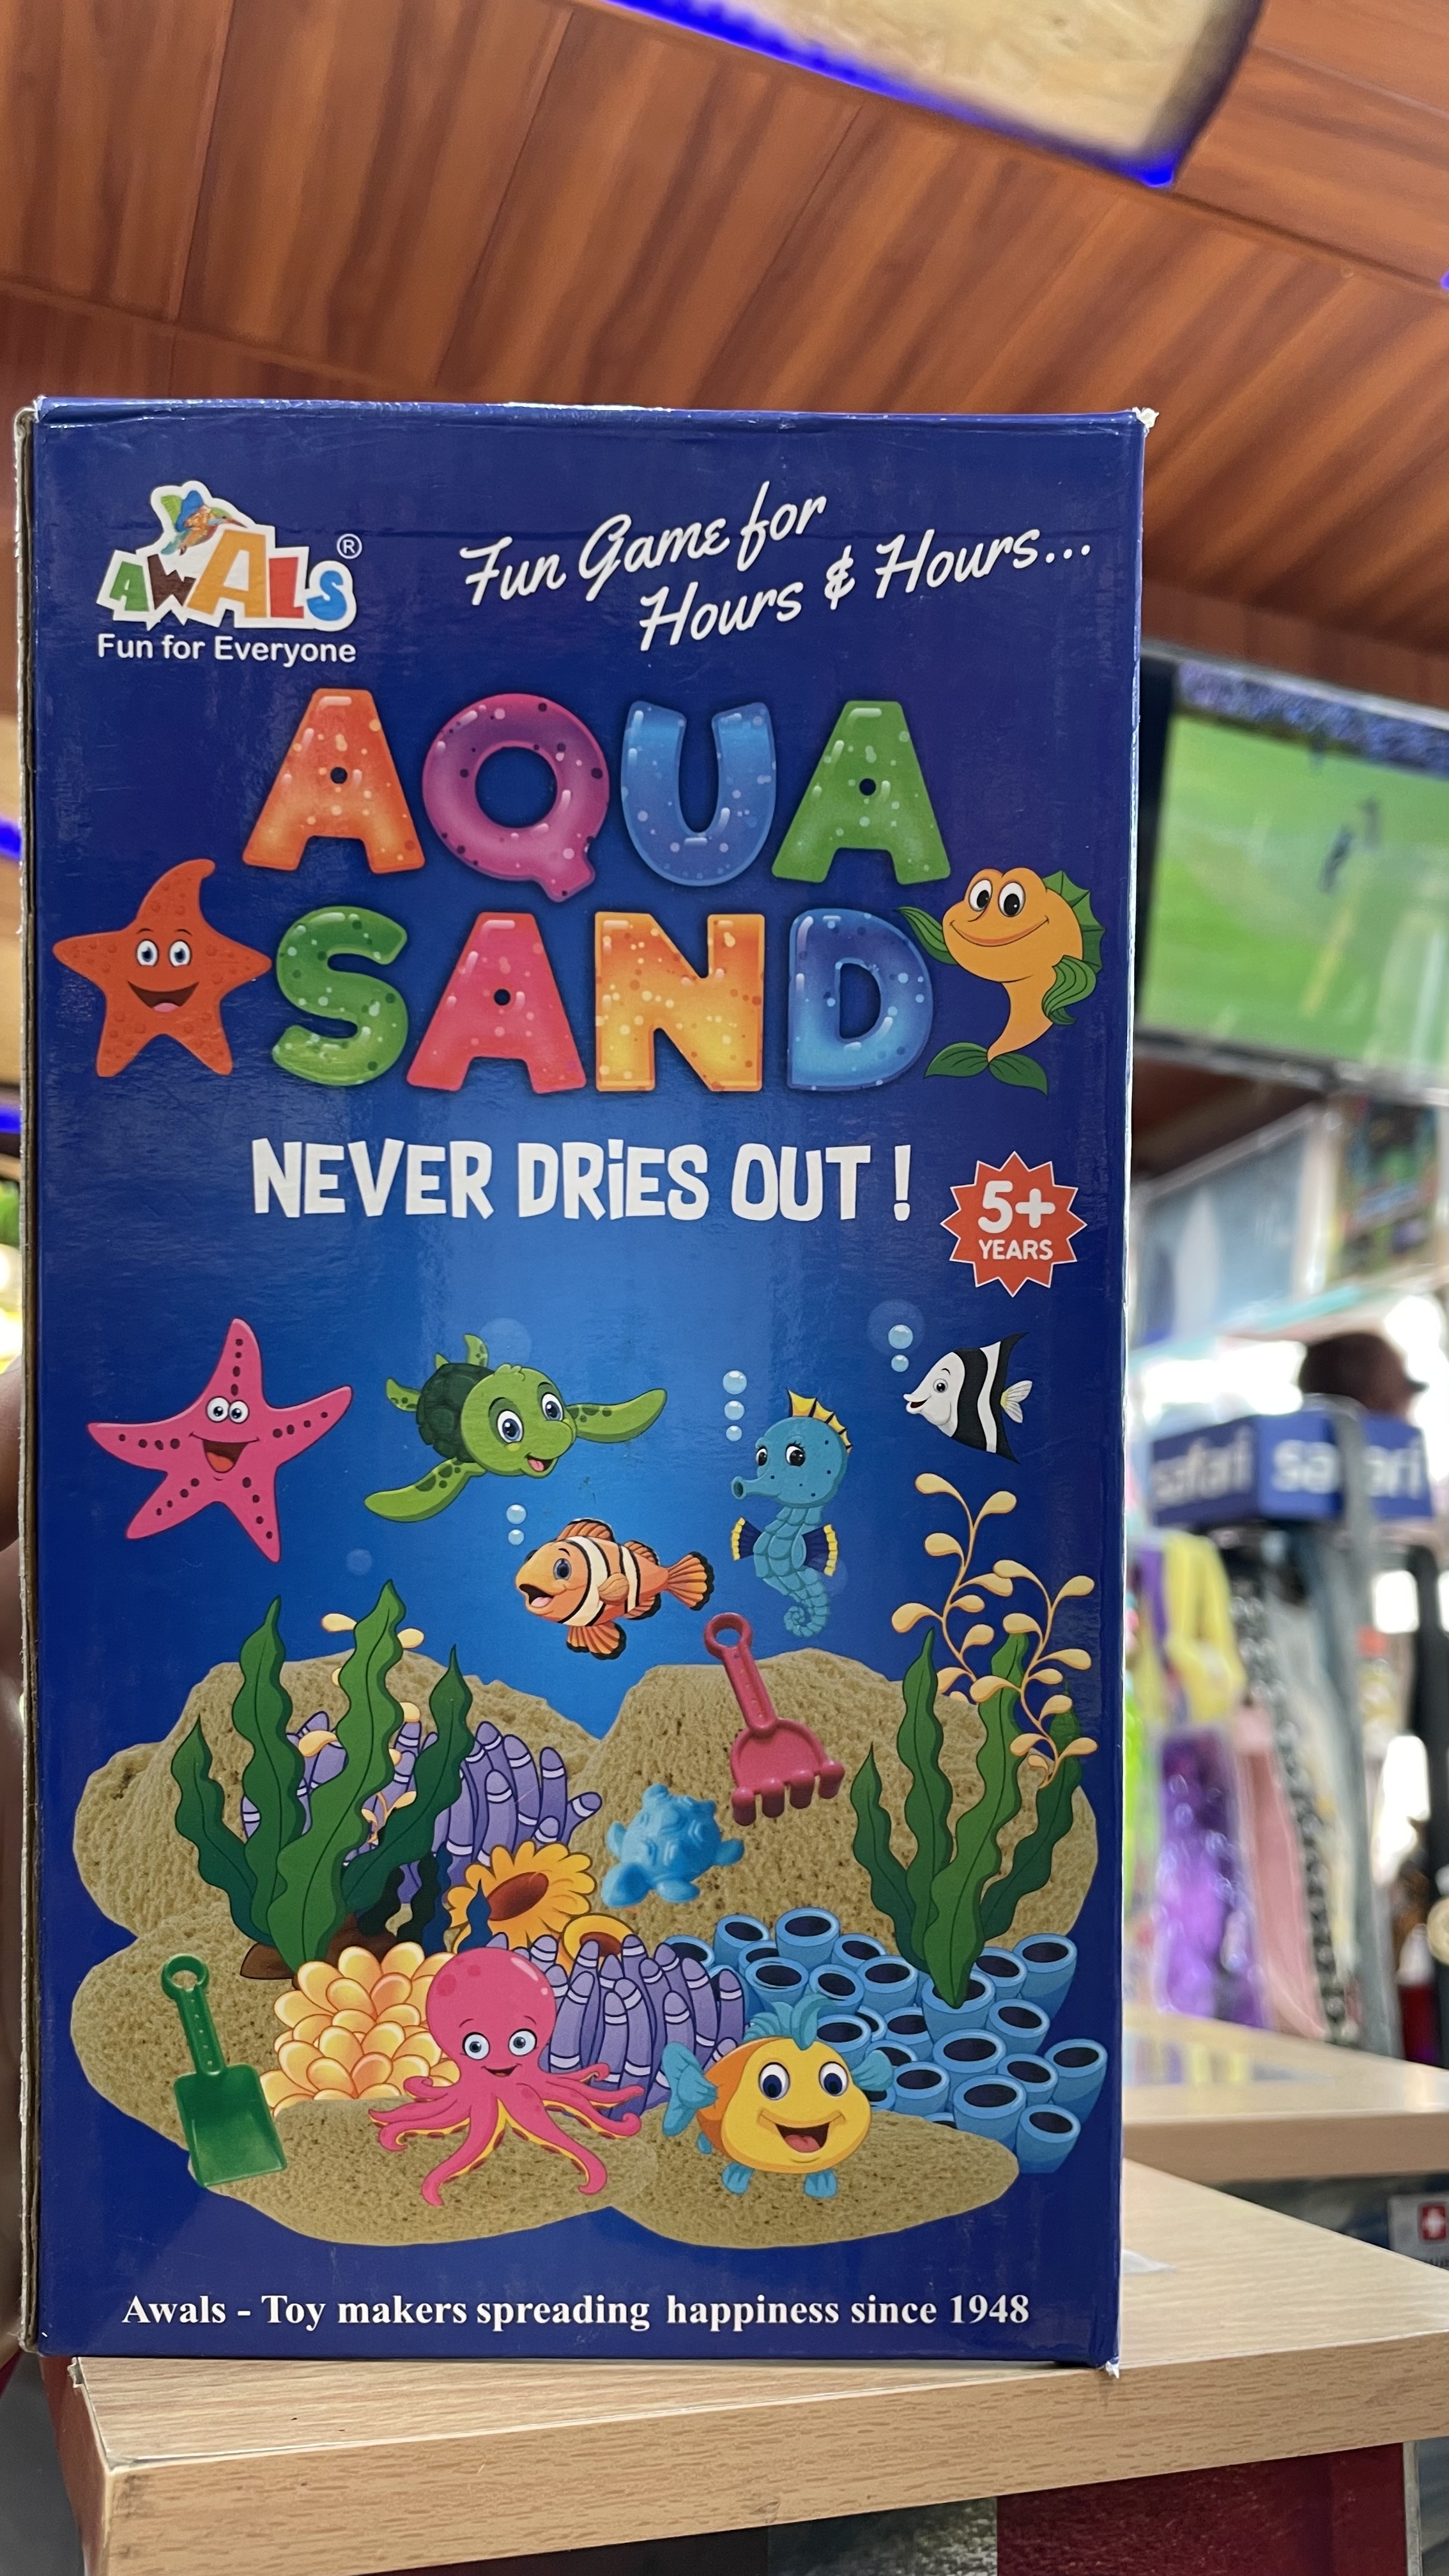 AWALS®
Fun for Everyone
Fun Game for
Hours & Hours...
AQUA
SAND
NEVER DRIES OUT !
5+
YEARS
Awals - Toy makers spreading happiness since 1948
safari